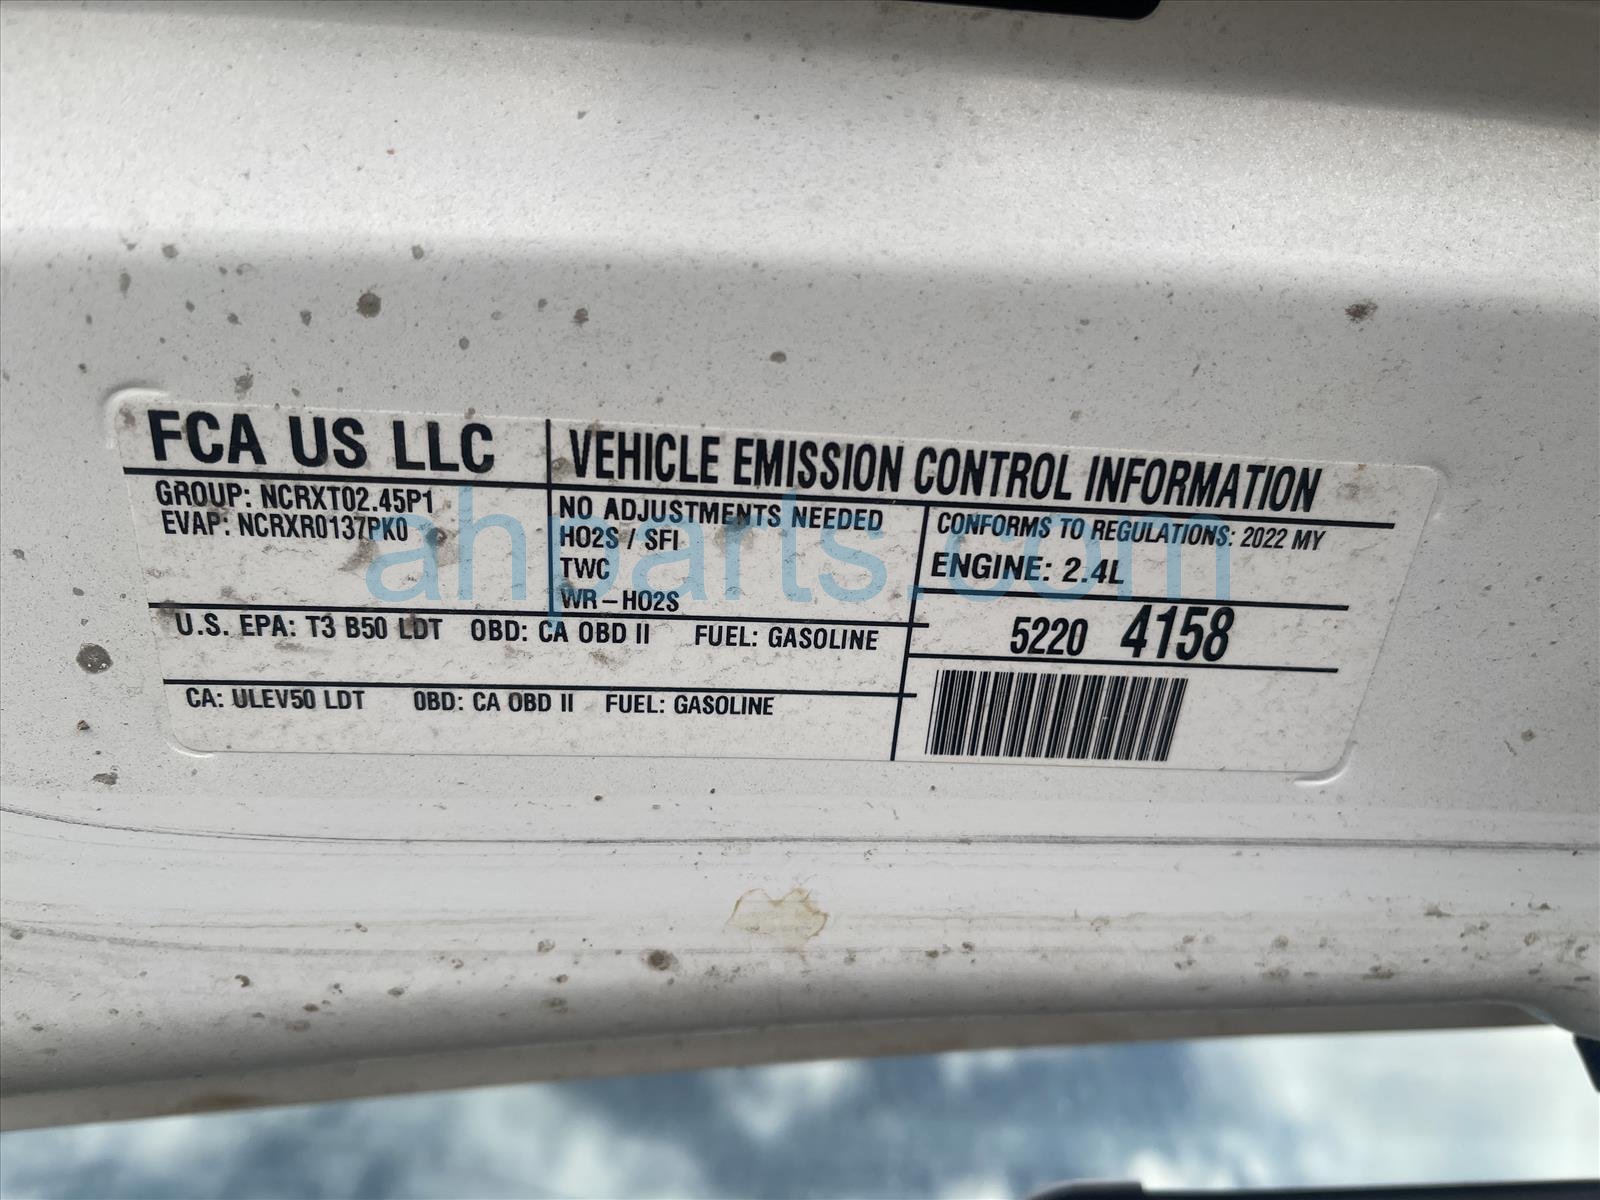 FCA US LLC
VEHICLE EMISSION CONTROL INFORMATION
GROUP: NCRXT02.45P1
EVAP: NCRXR0137PK0
NO ADJUSTMENTS NEEDED
HO2S / SFI
TWC
WR-HO2S
CONFORMS TO REGULATIONS: 2022 MY
ENGINE: 2.4L
5220 4158
U.S. EPA: T3 B50 LDT OBD: CA OBD II FUEL: GASOLINE
CA: ULEV50 LDT OBD: CA OBD II FUEL: GASOLINE
ahparts.com